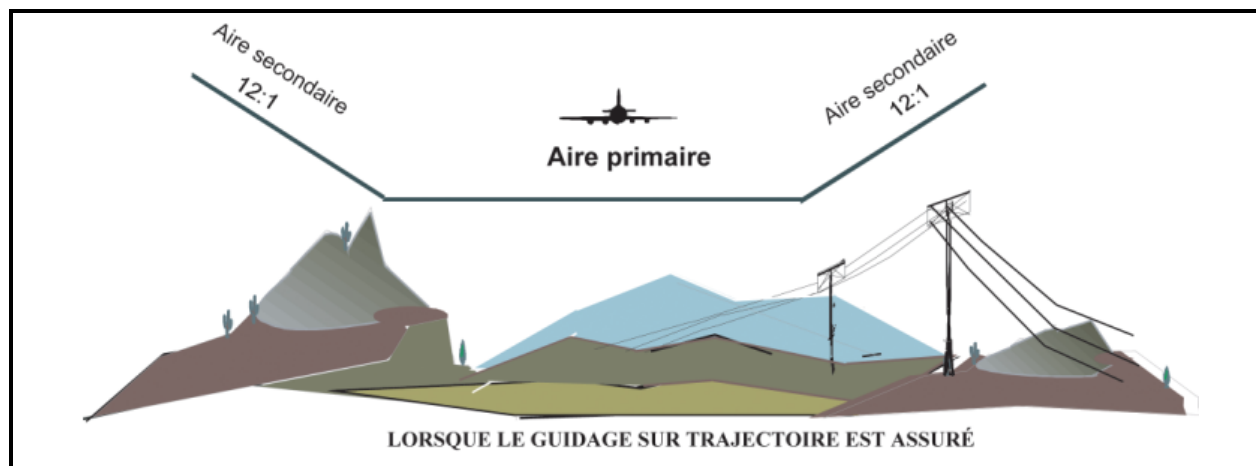 Aire secondaire
12:1
Aire secondaire
12:1
Aire primaire
LORSQUE LE GUIDAGE SUR TRAJECTOIRE EST ASSURÉ